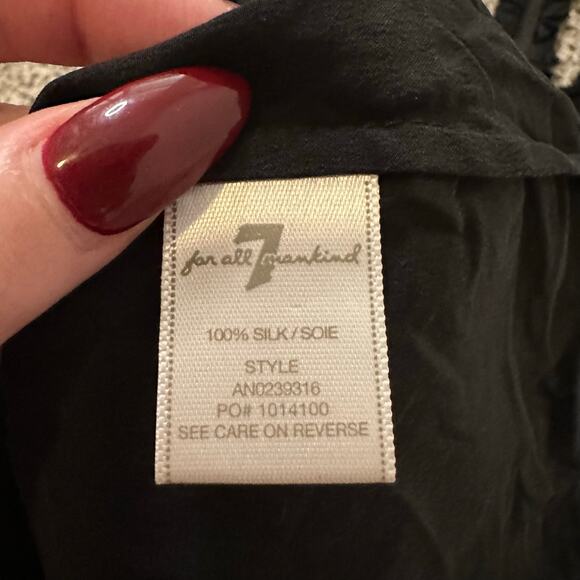 for all 7 mankind
100% SILK / SOIE
STYLE
AN0239316
PO# 1014100
SEE CARE ON REVERSE